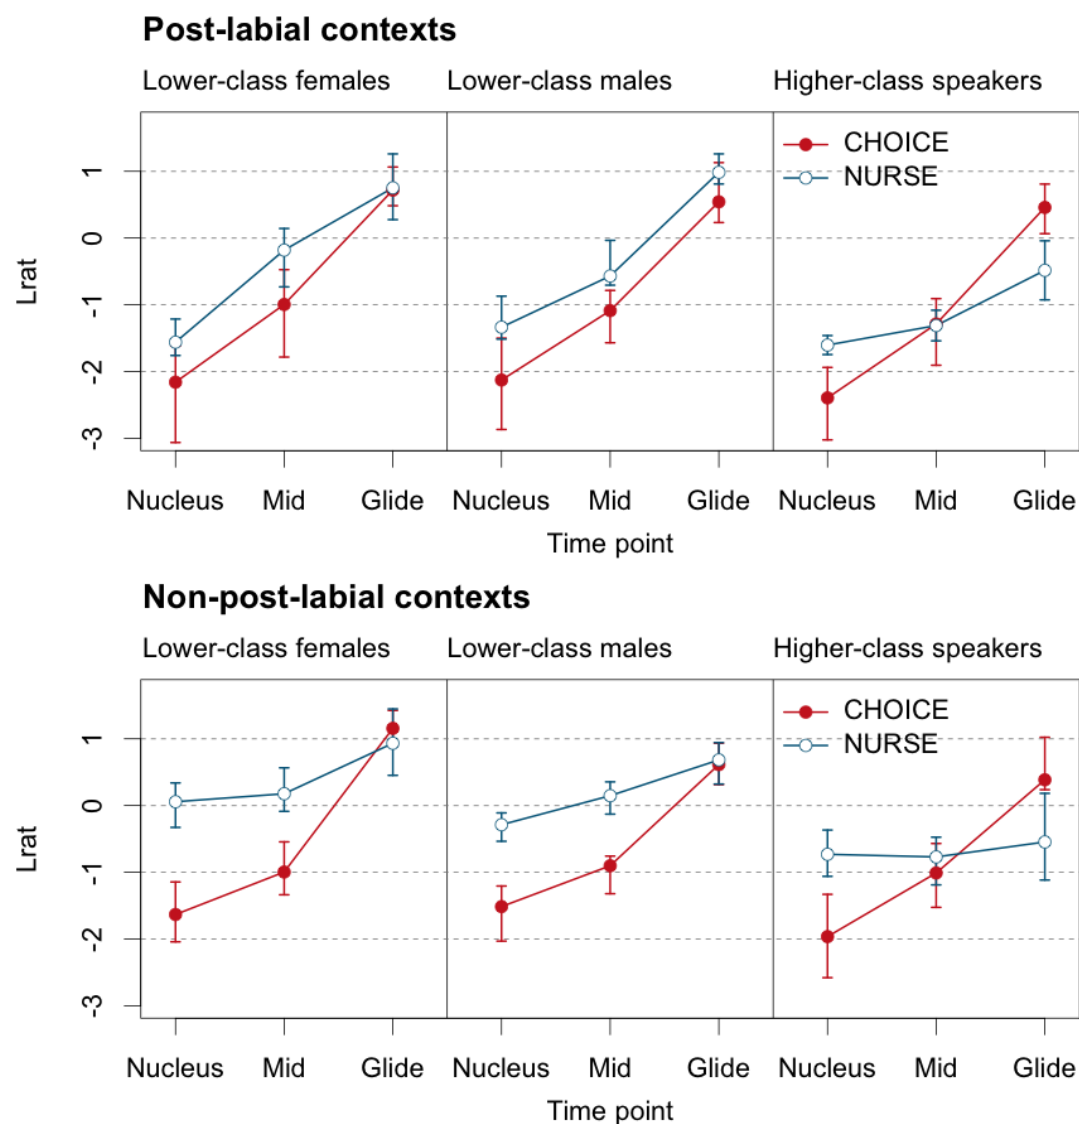 Post-labial contexts
Lower-class females Lower-class males Higher-class speakers
CHOICE
NURSE
1
0
-1
-2
-3
Lrat
Nucleus Mid Glide Nucleus Mid Glide Nucleus Mid Glide
Time point
Non-post-labial contexts
Lower-class females Lower-class males Higher-class speakers
CHOICE
NURSE
1
0
-1
-2
-3
Lrat
Nucleus Mid Glide Nucleus Mid Glide Nucleus Mid Glide
Time point